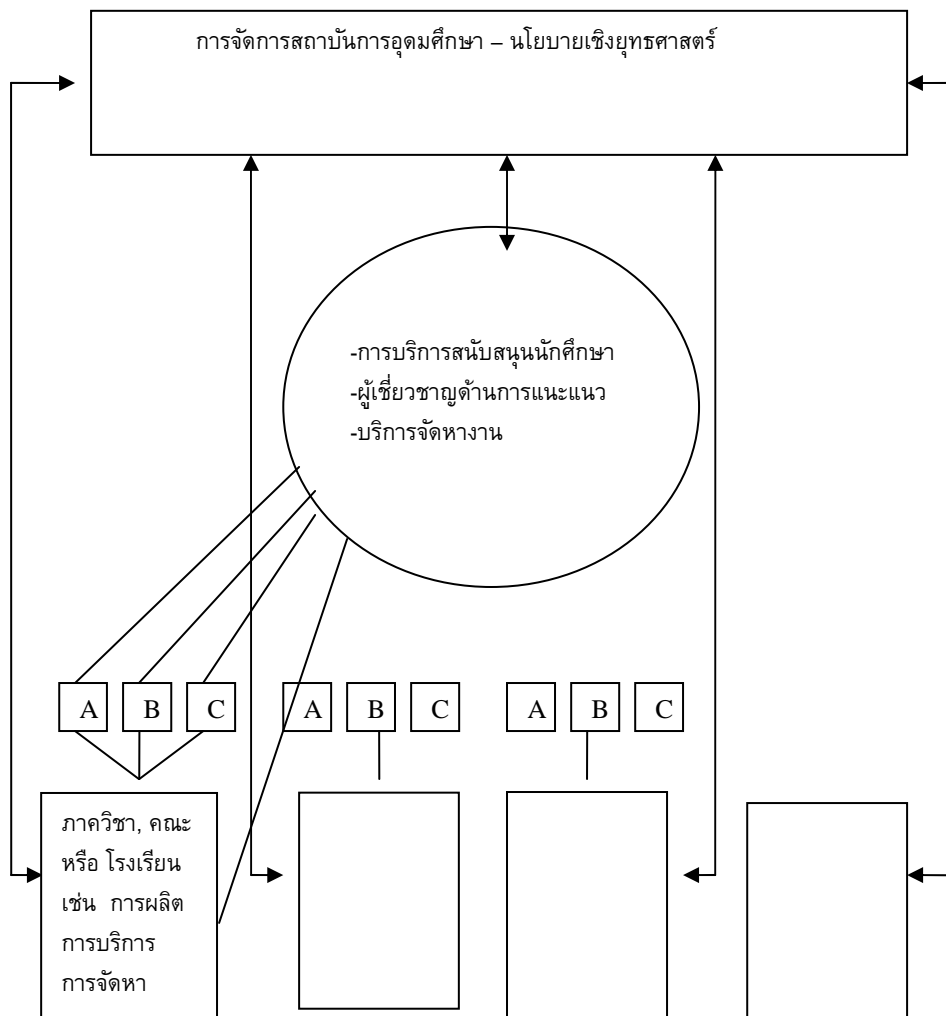 การจัดการสถาบันการอุดมศึกษา – นโยบายเชิงยุทธศาสตร์
-การบริการสนับสนุนนักศึกษา
-ผู้เชี่ยวชาญด้านการแนะแนว
-บริการจัดหางาน
A B C A B C A B C
ภาควิชา, คณะ
หรือ โรงเรียน
เช่น การผลิต
การบริการ
การจัดหา